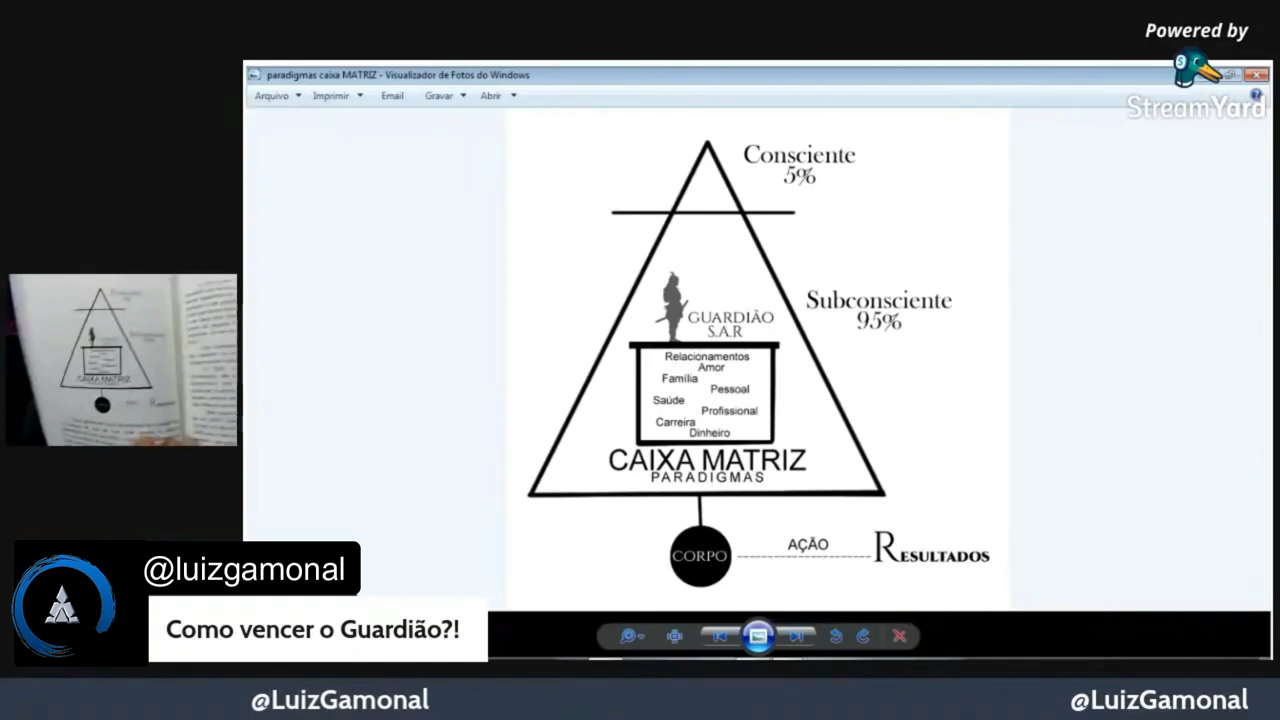 Powered by
StreamYard
paradigmas caixa MATRIZ - Visualizador de Fotos do Windows
Arquivo Imprimir Email Gravar Abrir
Consciente
5%
Subconsciente
95%
GUARDIÃO
S.A.R
Relacionamentos
Amor
Família
Pessoal
Saúde
Profissional
Carreira
Dinheiro
CAIXA MATRIZ
PARADIGMAS
CORPO
AÇÃO
RESULTADOS
CAIXA MATRIZ
@luizgamonal
Como vencer o Guardião?!
@LuizGamonal
@LuizGamonal